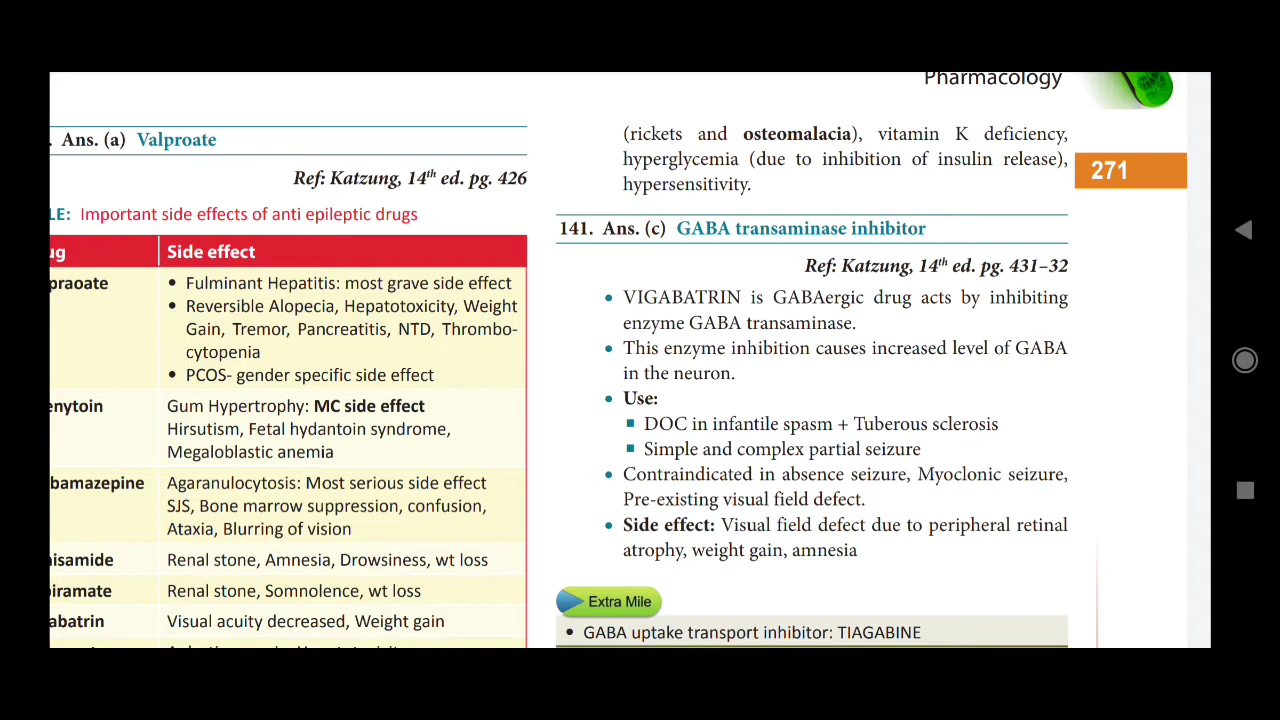 Pharmacology
. Ans. (a) Valproate
Ref: Katzung, 14th ed. pg. 426
LE: Important side effects of anti epileptic drugs
ug Side effect
praoate • Fulminant Hepatitis: most grave side effect
• Reversible Alopecia, Hepatotoxicity, Weight
Gain, Tremor, Pancreatitis, NTD, Thrombo-
cytopenia
• PCOS- gender specific side effect
enytoin Gum Hypertrophy: MC side effect
Hirsutism, Fetal hydantoin syndrome,
Megaloblastic anemia
bamazepine Agaranulocytosis: Most serious side effect
SJS, Bone marrow suppression, confusion,
Ataxia, Blurring of vision
nisamide Renal stone, Amnesia, Drowsiness, wt loss
piramate Renal stone, Somnolence, wt loss
abatrin Visual acuity decreased, Weight gain
(rickets and osteomalacia), vitamin K deficiency,
hyperglycemia (due to inhibition of insulin release),
hypersensitivity.
271
141. Ans. (c) GABA transaminase inhibitor
Ref: Katzung, 14th ed. pg. 431–32
• VIGABATRIN is GABAergic drug acts by inhibiting
enzyme GABA transaminase.
• This enzyme inhibition causes increased level of GABA
in the neuron.
• Use:
▪ DOC in infantile spasm + Tuberous sclerosis
▪ Simple and complex partial seizure
• Contraindicated in absence seizure, Myoclonic seizure,
Pre-existing visual field defect.
• Side effect: Visual field defect due to peripheral retinal
atrophy, weight gain, amnesia
Extra Mile
• GABA uptake transport inhibitor: TIAGABINE